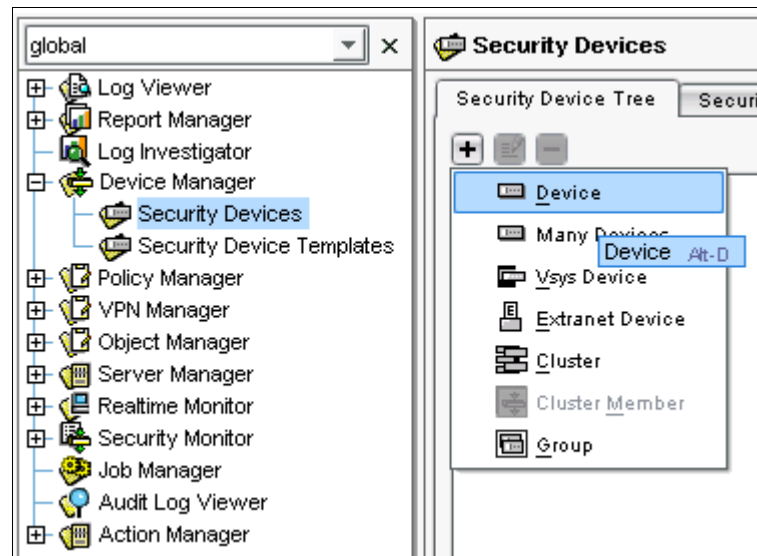 global
Log Viewer
Report Manager
Log Investigator
Device Manager
Security Devices
Security Device Templates
Policy Manager
VPN Manager
Object Manager
Server Manager
Realtime Monitor
Security Monitor
Job Manager
Audit Log Viewer
Action Manager
Security Devices
Security Device Tree
Securi
Device
Many Devices
Device Alt-D
Vsys Device
Extranet Device
Cluster
Cluster Member
Group